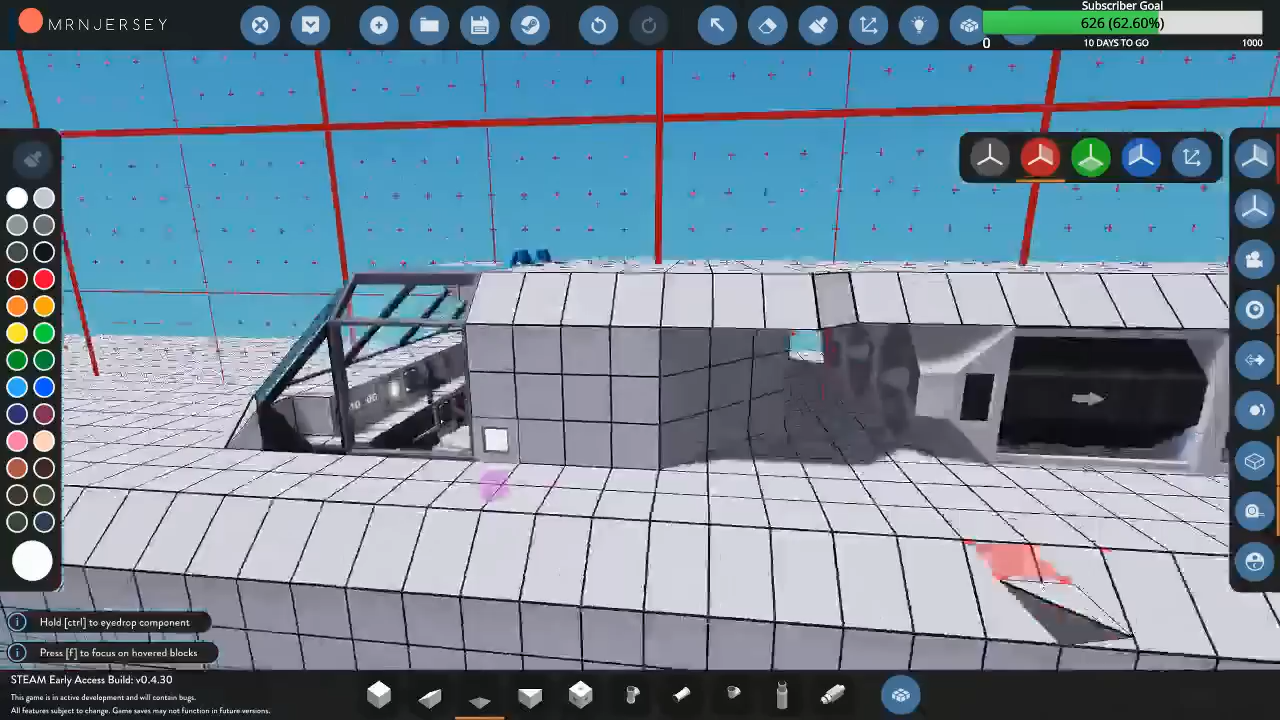 MRNJERSEY
Subscriber Goal
626 (62.60%)
0
10 DAYS TO GO
1000
Hold [ctrl] to eyedrop component
Press [f] to focus on hovered blocks
STEAM Early Access Build: v0.4.30
This game is in active development and will contain bugs.
All features subject to change. Game saves may not function in future versions.